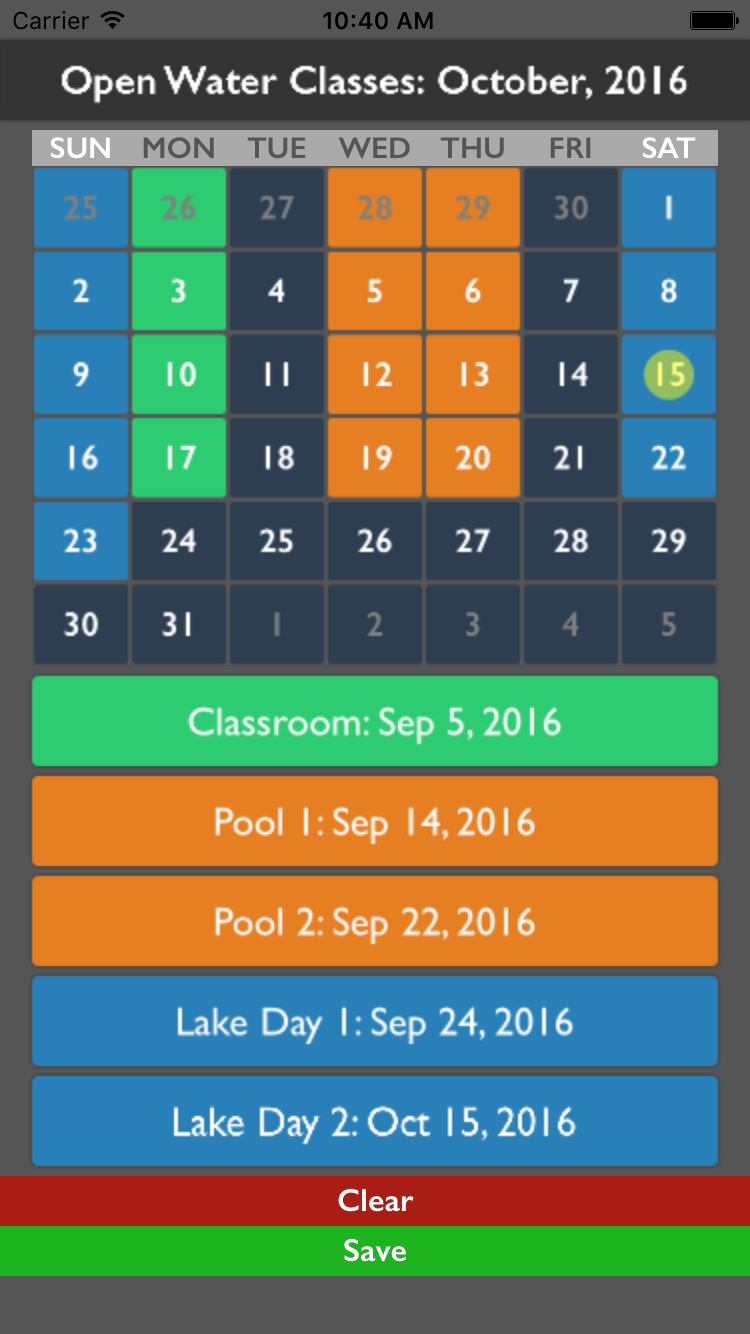 Carrier 10:40 AM
Open Water Classes: October, 2016
SUN MON TUE WED THU FRI SAT
25 26 27 28 29 30 1
2 3 4 5 6 7 8
9 10 11 12 13 14 15
16 17 18 19 20 21 22
23 24 25 26 27 28 29
30 31 1 2 3 4 5
Classroom: Sep 5, 2016
Pool 1: Sep 14, 2016
Pool 2: Sep 22, 2016
Lake Day 1: Sep 24, 2016
Lake Day 2: Oct 15, 2016
Clear
Save